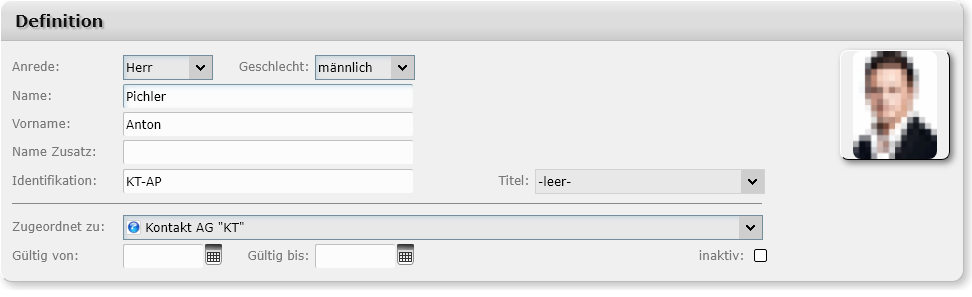 Definition
Anrede: Herr Geschlecht: männlich
Name: Pichler
Vorname: Anton
Name Zusatz:
Identifikation: KT-AP Titel: -leer-
Zugeordnet zu: Kontakt AG "KT"
Gültig von: Gültig bis: inaktiv: